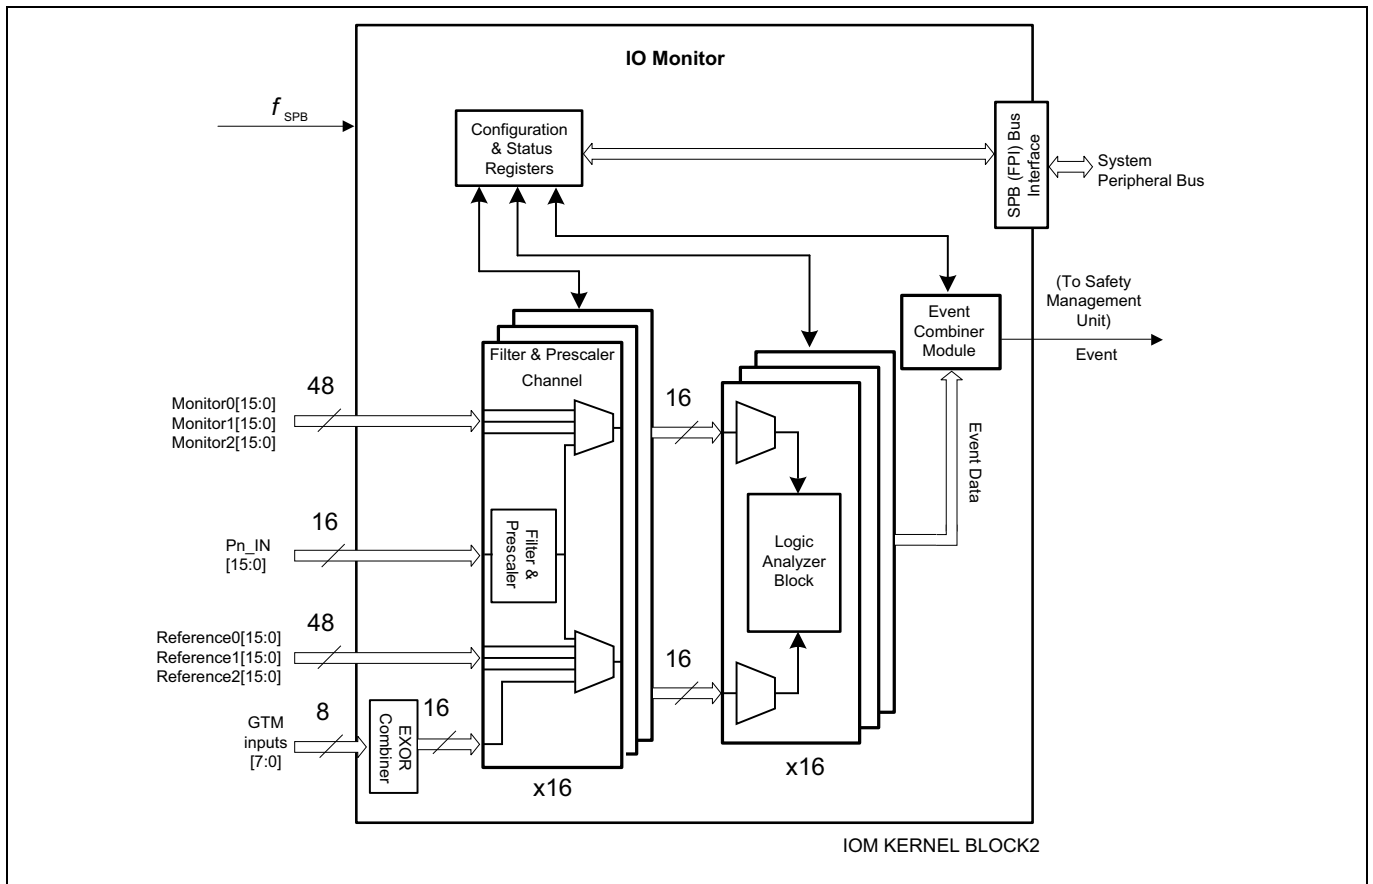 IO Monitor
f SPB
Configuration
& Status
Registers
SPB (FPI) Bus
Interface
System
Peripheral Bus
(To Safety
Management
Unit)
Event
Event
Combiner
Module
Filter & Prescaler
Channel
48
Monitor0[15:0]
Monitor1[15:0]
Monitor2[15:0]
16
16
Pn_IN
[15:0]
Filter &
Prescaler
Logic
Analyzer
Block
Event Data
48
Reference0[15:0]
Reference1[15:0]
Reference2[15:0]
16
8
GTM
inputs
[7:0]
EXOR
Combiner
16
x16
x16
IOM KERNEL BLOCK2